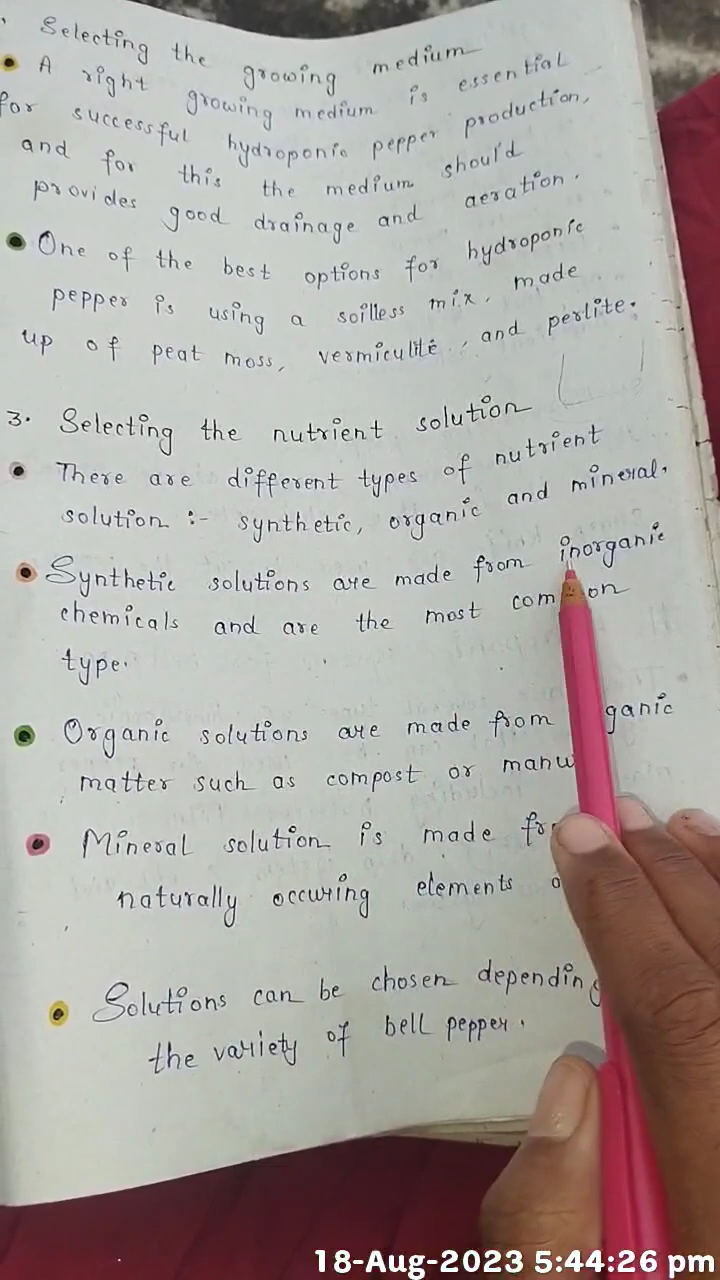 Selecting the growing medium
A right growing medium is essential
for successful hydroponic pepper production,
and for this the medium should
provides good drainage and aeration.
One of the best options for hydroponic
pepper is using a soilless mix, made
up of peat moss, vermiculite, and perlite.
3. Selecting the nutrient solution
There are different types of nutrient
solution :- synthetic, organic and mineral.
Synthetic solutions are made from inorganic
chemicals and are the most common
type.
Organic solutions are made from ganic
matter such as compost or manu
Mineral solution is made fr
naturally occuring elements o
Solutions can be chosen depending
the variety of bell pepper.
18-Aug-2023 5:44:26 pm